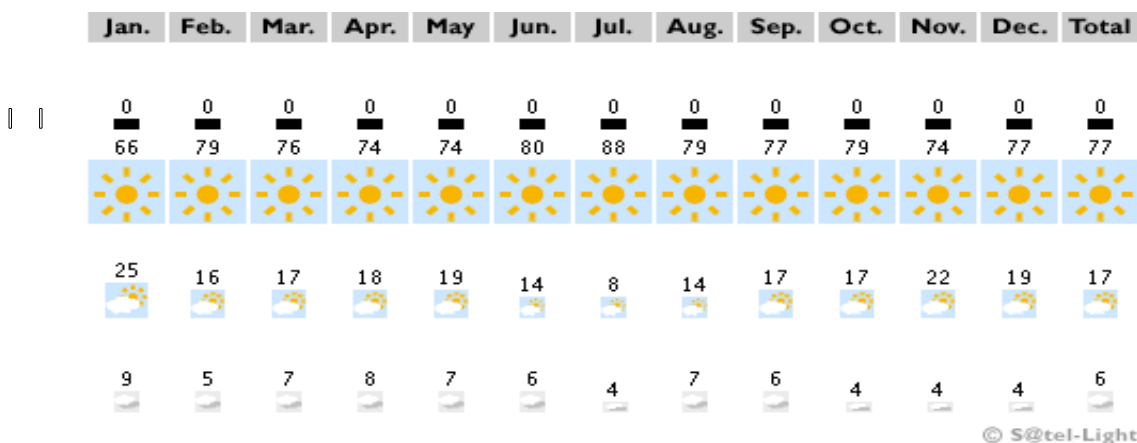 Jan. Feb. Mar. Apr. May Jun. Jul. Aug. Sep. Oct. Nov. Dec. Total
0 0 0 0 0 0 0 0 0 0 0 0 0
66 79 76 74 74 80 88 79 77 79 74 77 77
25 16 17 18 19 14 8 14 17 17 22 19 17
9 5 7 8 7 6 4 7 6 4 4 4 6
© S@tel-Light